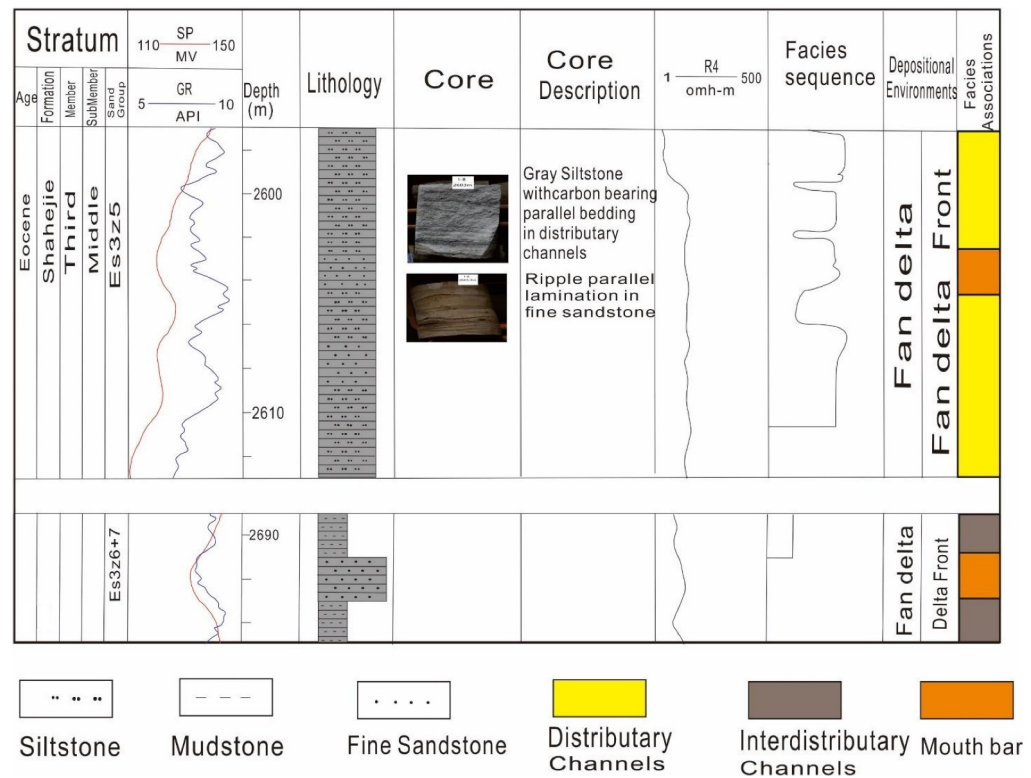 Stratum
Age
Formation
Member
SubMember
Sand
Group
SP
110 150
MV
GR
5 10
API
Depth
(m)
Lithology
Core
Core
Description
R4
1 500
omh-m
Facies
sequence
Depositional
Environments
Facies
Associations
Eocene
Shahejie
Third
Middle
Es3z5
2600
2610
Gray Siltstone
withcarbon bearing
parallel bedding
in distributary
channels
Ripple parallel
lamination in
fine sandstone
Fan delta
Fan delta Front
Es3z6+7
2690
Fan delta
Delta Front
Siltstone
Mudstone
Fine Sandstone
Distributary
Channels
Interdistributary
Channels
Mouth bar